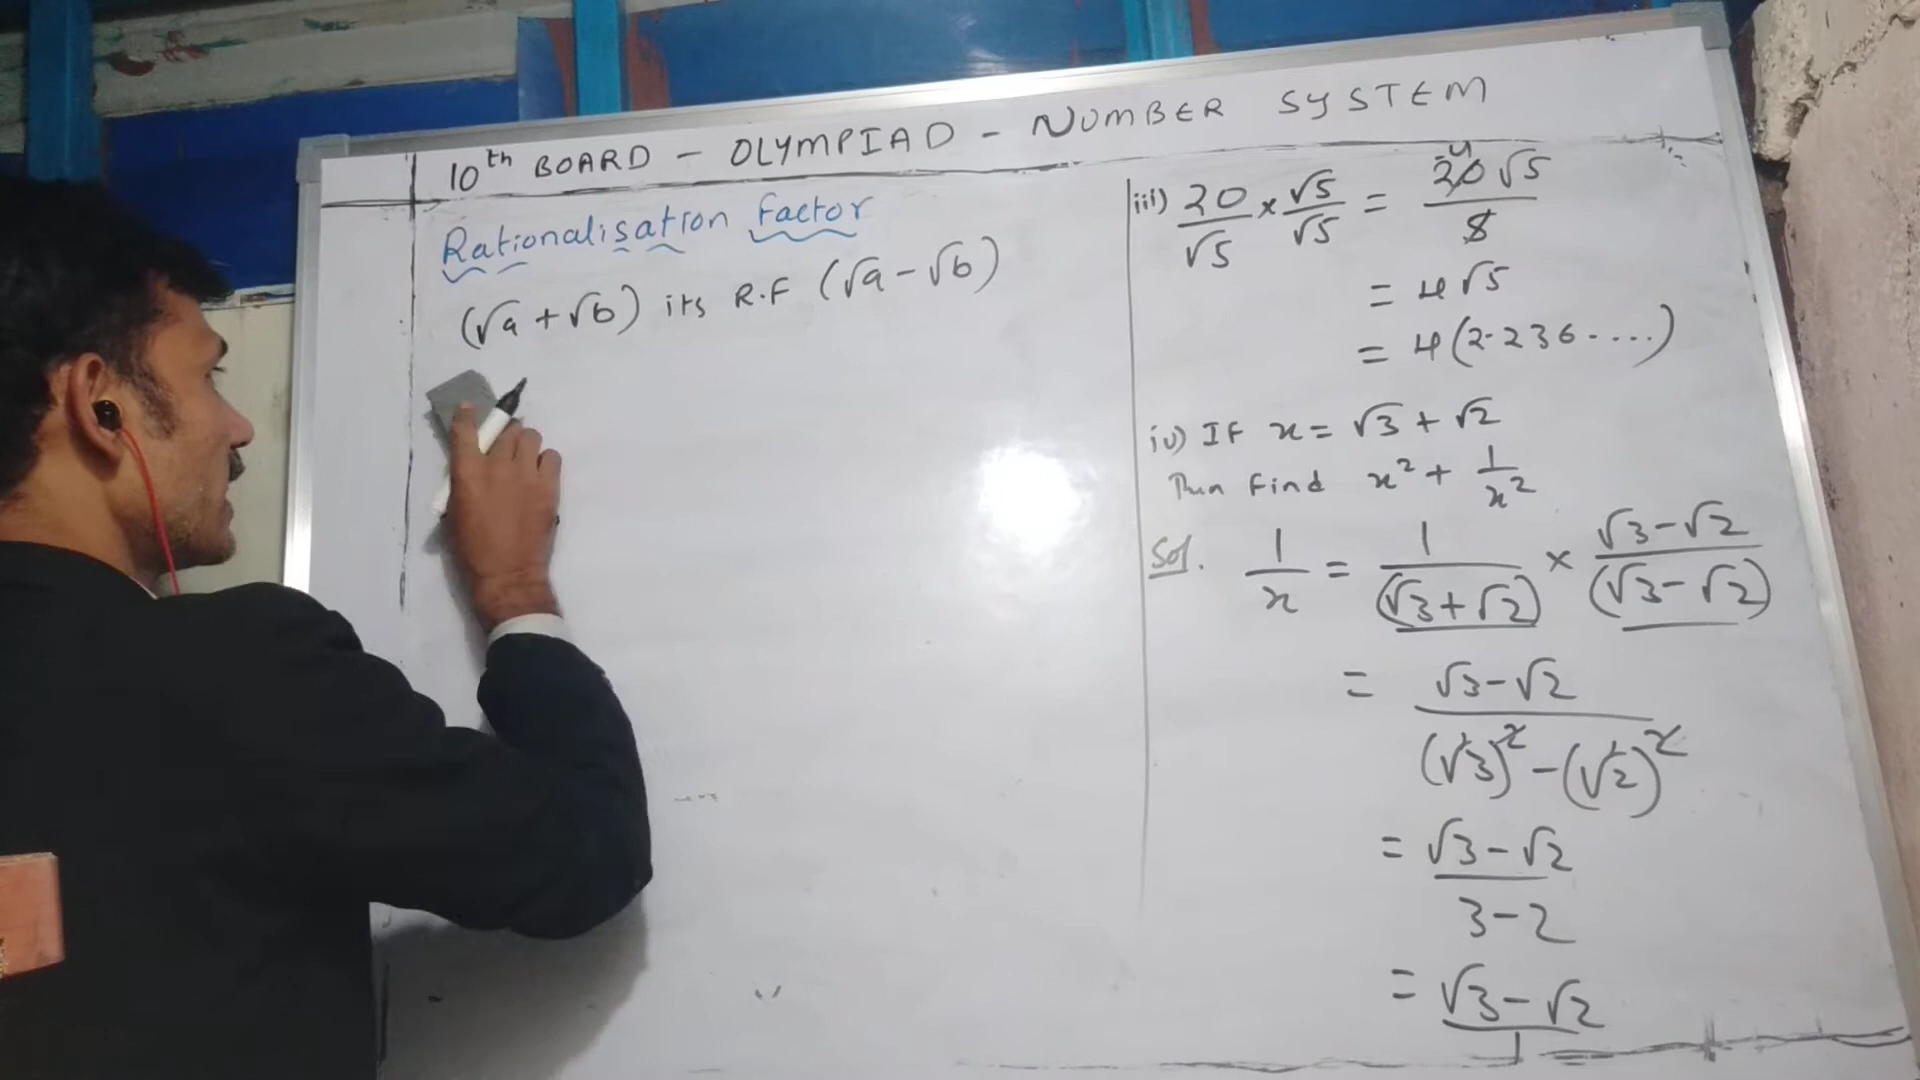 10th BOARD - OLYMPIAD - NUMBER SYSTEM
Rationalisation Factor
(√a + √b) its R.F (√a - √b)
iii) 20/√5 × √5/√5 = 20√5/5
4
= 4√5
= 4(2.236....)
iv) If x = √3 + √2
Then Find x² + 1/x²
Sol. 1/x = 1/(√3+√2) × √3-√2/(√3-√2)
= √3-√2/(√3)²-(√2)²
= √3-√2/3-2
= √3-√2/1